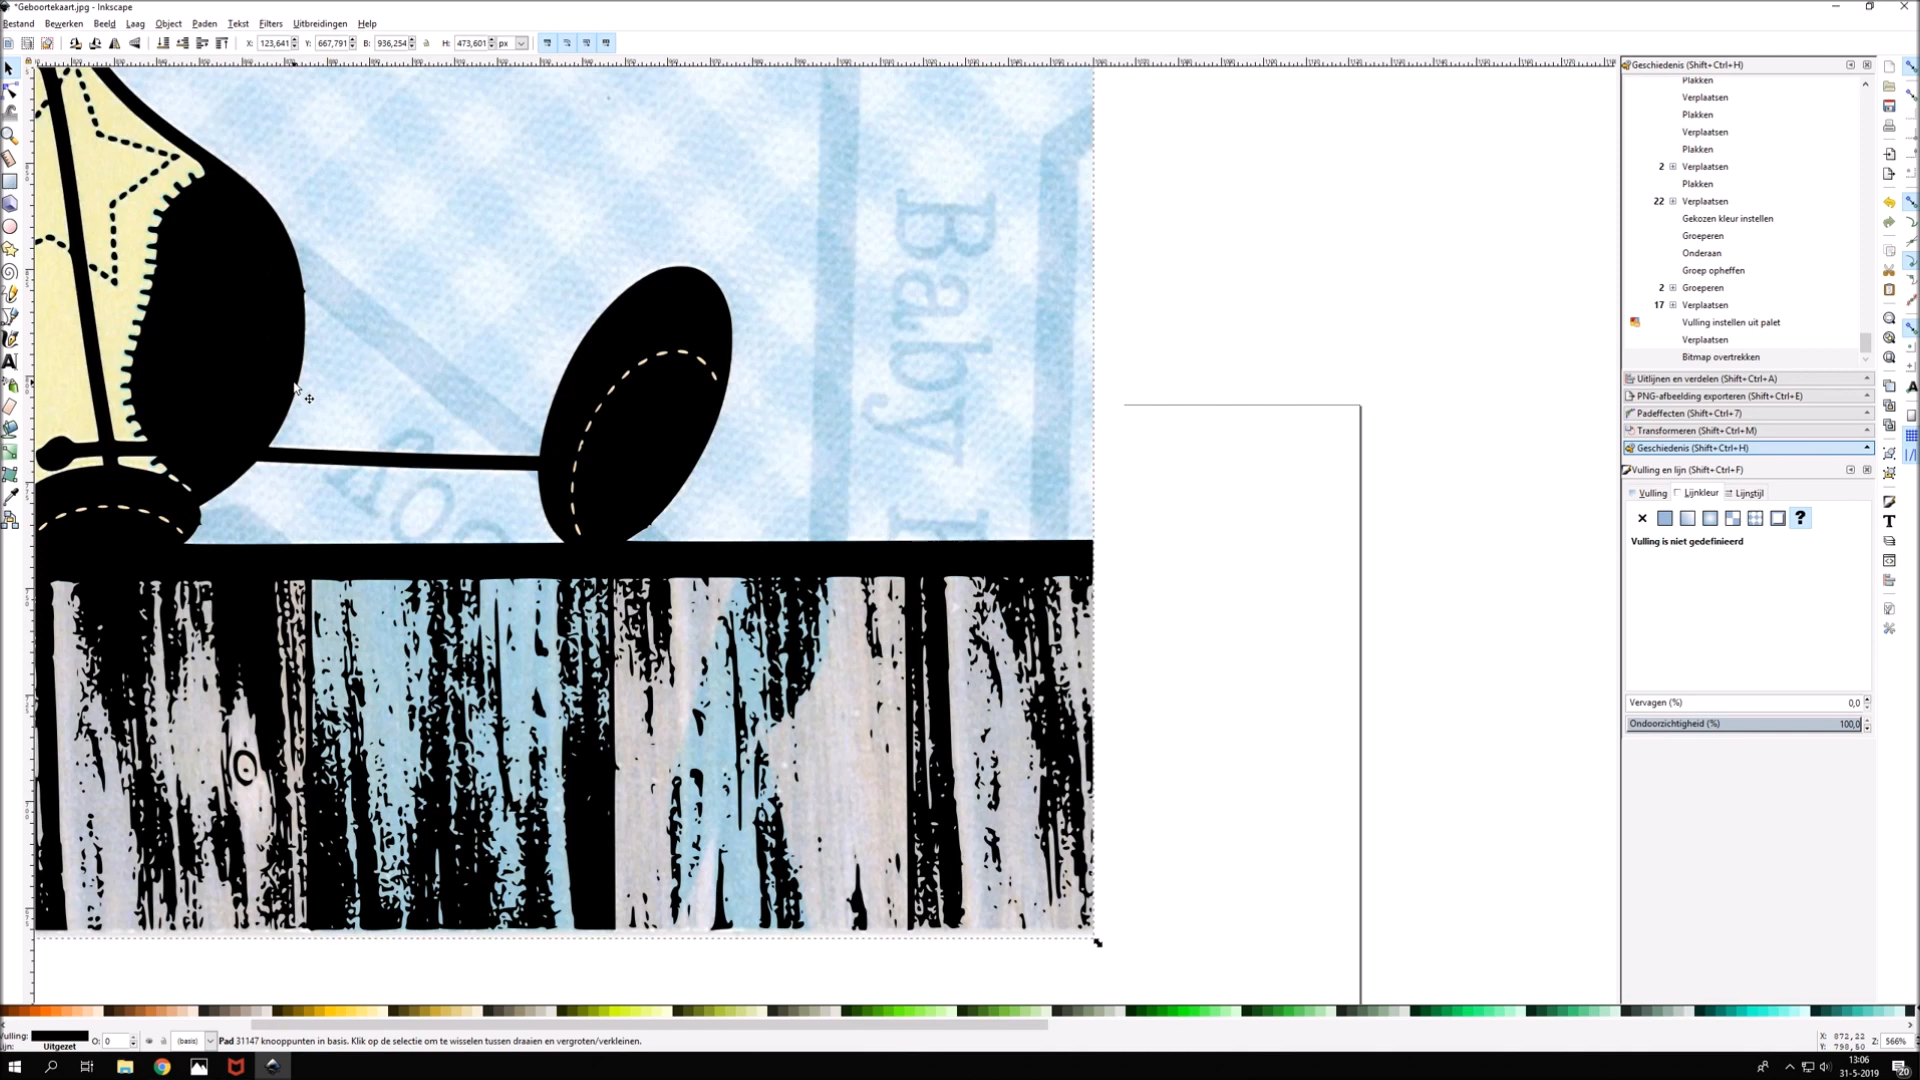 *Geboortekaart.jpg - Inkscape
Bestand Bewerken Beeld Laag Object Paden Tekst Filters Uitbreidingen Help
X: 123,641 Y: 667,791 B: 936,254 H: 473,601 px
Geschiedenis (Shift+Ctrl+H)
Plakken
Verplaatsen
Plakken
Verplaatsen
Plakken
2 Verplaatsen
Plakken
22 Verplaatsen
Gekozen kleur instellen
Groeperen
Onderaan
Groep opheffen
2 Groeperen
17 Verplaatsen
Vulling instellen uit palet
Verplaatsen
Bitmap overtrekken
Uitlijnen en verdelen (Shift+Ctrl+A)
PNG-afbeelding exporteren (Shift+Ctrl+E)
Padeffecten (Shift+Ctrl+7)
Transformeren (Shift+Ctrl+M)
Geschiedenis (Shift+Ctrl+H)
Vulling en lijn (Shift+Ctrl+F)
Vulling Lijnkleur Lijnstijl
Vulling is niet gedefinieerd
Vervagen (%) 0,0
Ondoorzichtigheid (%) 100,0
Baby
Vulling:
Lijn: Uitgezet
O: 0
(basis) Pad 31147 knooppunten in basis. Klik op de selectie om te wisselen tussen draaien en vergroten/verkleinen.
X: 872,22
Y: 798,50
Z: 566%
13:06
31-5-2019
20